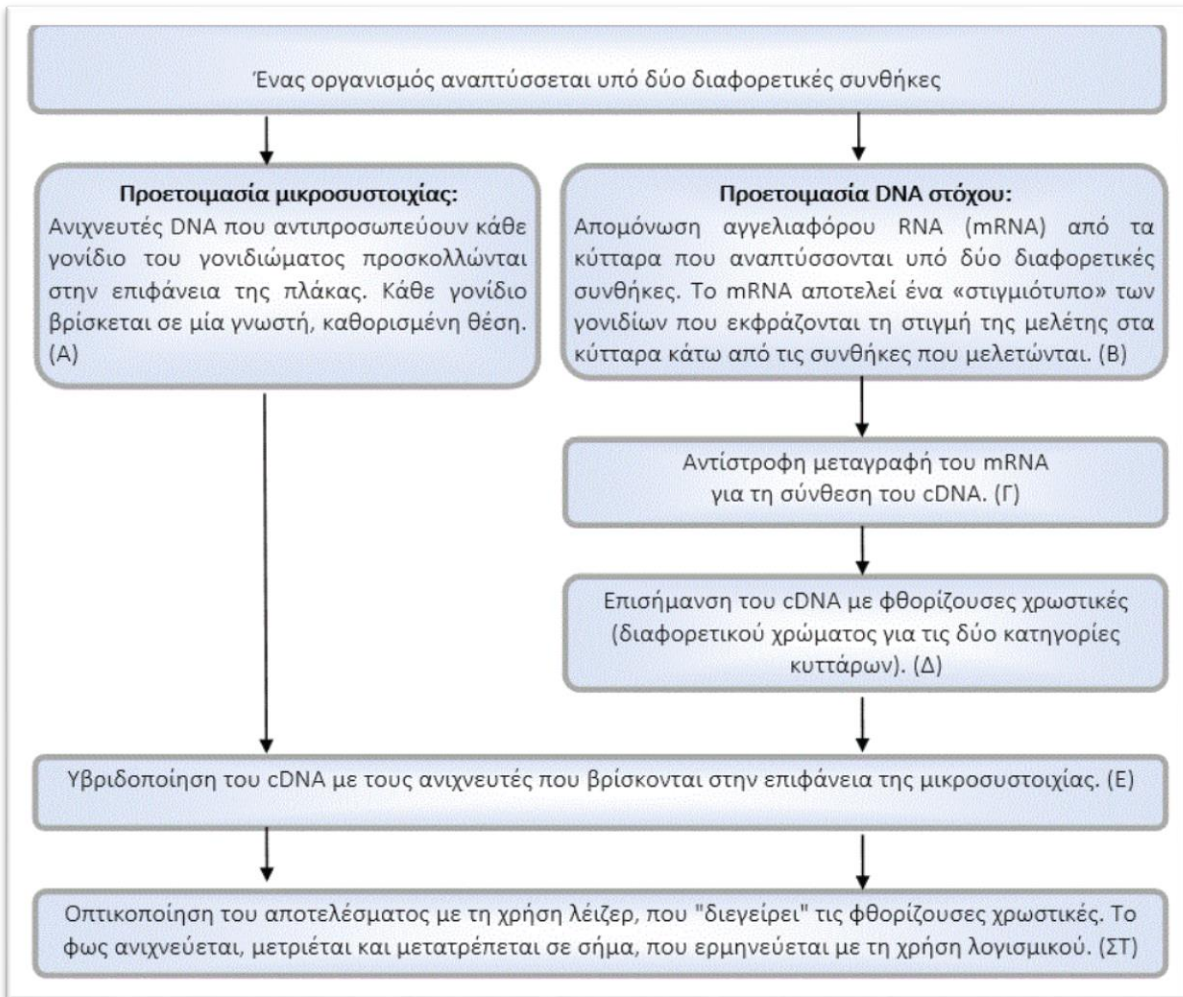 Ένας οργανισμός αναπτύσσεται υπό δύο διαφορετικές συνθήκες
Προετοιμασία μικροσυστοιχίας:
Ανιχνευτές DNA που αντιπροσωπεύουν κάθε
γονίδιο του γονιδιώματος προσκολλώνται
στην επιφάνεια της πλάκας. Κάθε γονίδιο
βρίσκεται σε μία γνωστή, καθορισμένη θέση.
(Α)
Προετοιμασία DNA στόχου:
Απομόνωση αγγελιαφόρου RNA (mRNA) από τα
κύτταρα που αναπτύσσονται υπό δύο διαφορετικές
συνθήκες. Το mRNA αποτελεί ένα «στιγμιότυπο» των
γονιδίων που εκφράζονται τη στιγμή της μελέτης στα
κύτταρα κάτω από τις συνθήκες που μελετώνται. (Β)
Αντίστροφη μεταγραφή του mRNA
για τη σύνθεση του cDNA. (Γ)
Επισήμανση του cDNA με φθορίζουσες χρωστικές
(διαφορετικού χρώματος για τις δύο κατηγορίες
κυττάρων). (Δ)
Υβριδοποίηση του cDNA με τους ανιχνευτές που βρίσκονται στην επιφάνεια της μικροσυστοιχίας. (Ε)
Οπτικοποίηση του αποτελέσματος με τη χρήση λέιζερ, που "διεγείρει" τις φθορίζουσες χρωστικές. Το
φως ανιχνεύεται, μετριέται και μετατρέπεται σε σήμα, που ερμηνεύεται με τη χρήση λογισμικού. (ΣΤ)